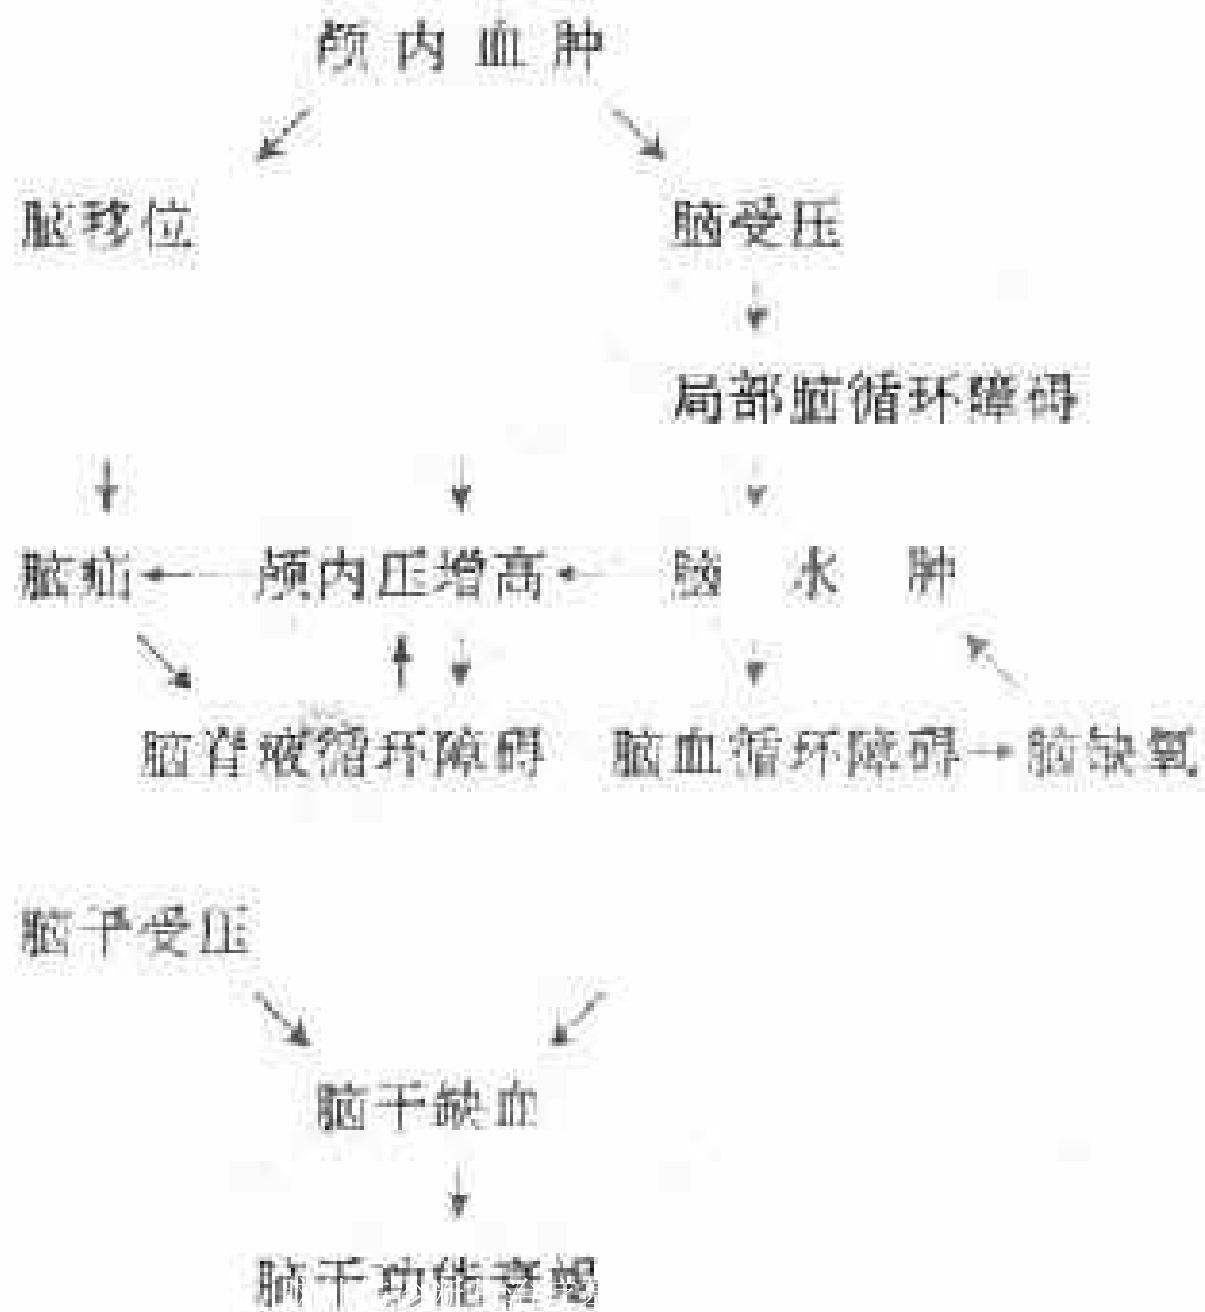 颅内血肿
脑移位 脑受压
局部脑循环障碍
脑疝 颅内压增高 脑水肿
脑脊液循环障碍 脑血循环障碍 脑缺氧
脑干受压
脑干缺血
脑干功能衰竭